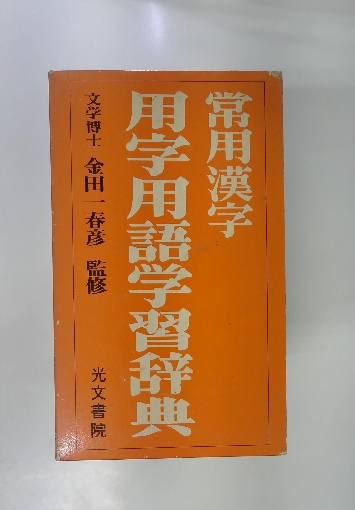 常用漢字
用字用語学習辞典
文学博士 金田一春彦 監修
光文書院